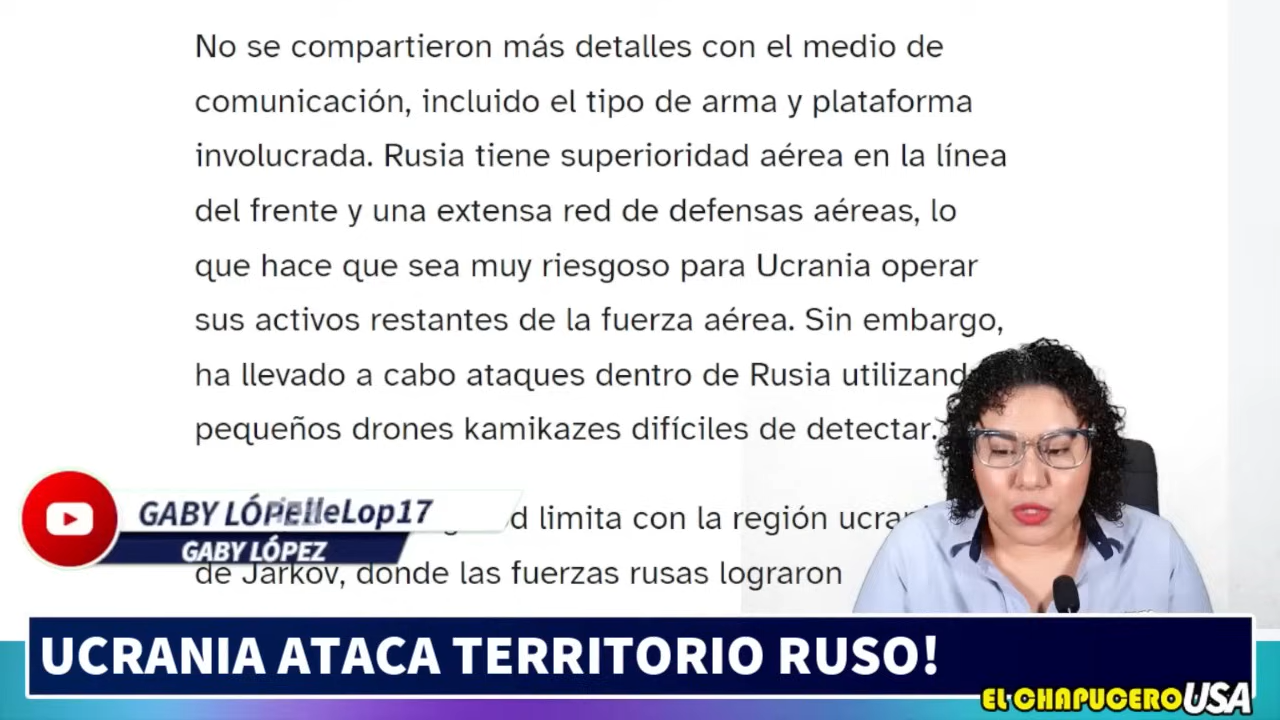 No se compartieron más detalles con el medio de
comunicación, incluido el tipo de arma y plataforma
involucrada. Rusia tiene superioridad aérea en la línea
del frente y una extensa red de defensas aéreas, lo
que hace que sea muy riesgoso para Ucrania operar
sus activos restantes de la fuerza aérea. Sin embargo,
ha llevado a cabo ataques dentro de Rusia utilizand
pequeños drones kamikazes difíciles de detectar.
limita con la región
de Járkov, donde las fuerzas rusas lograron
GABY
GABY LÓPEZ
UCRANIA ATACA TERRITORIO RUSO!
EL CHAPUCERO USA